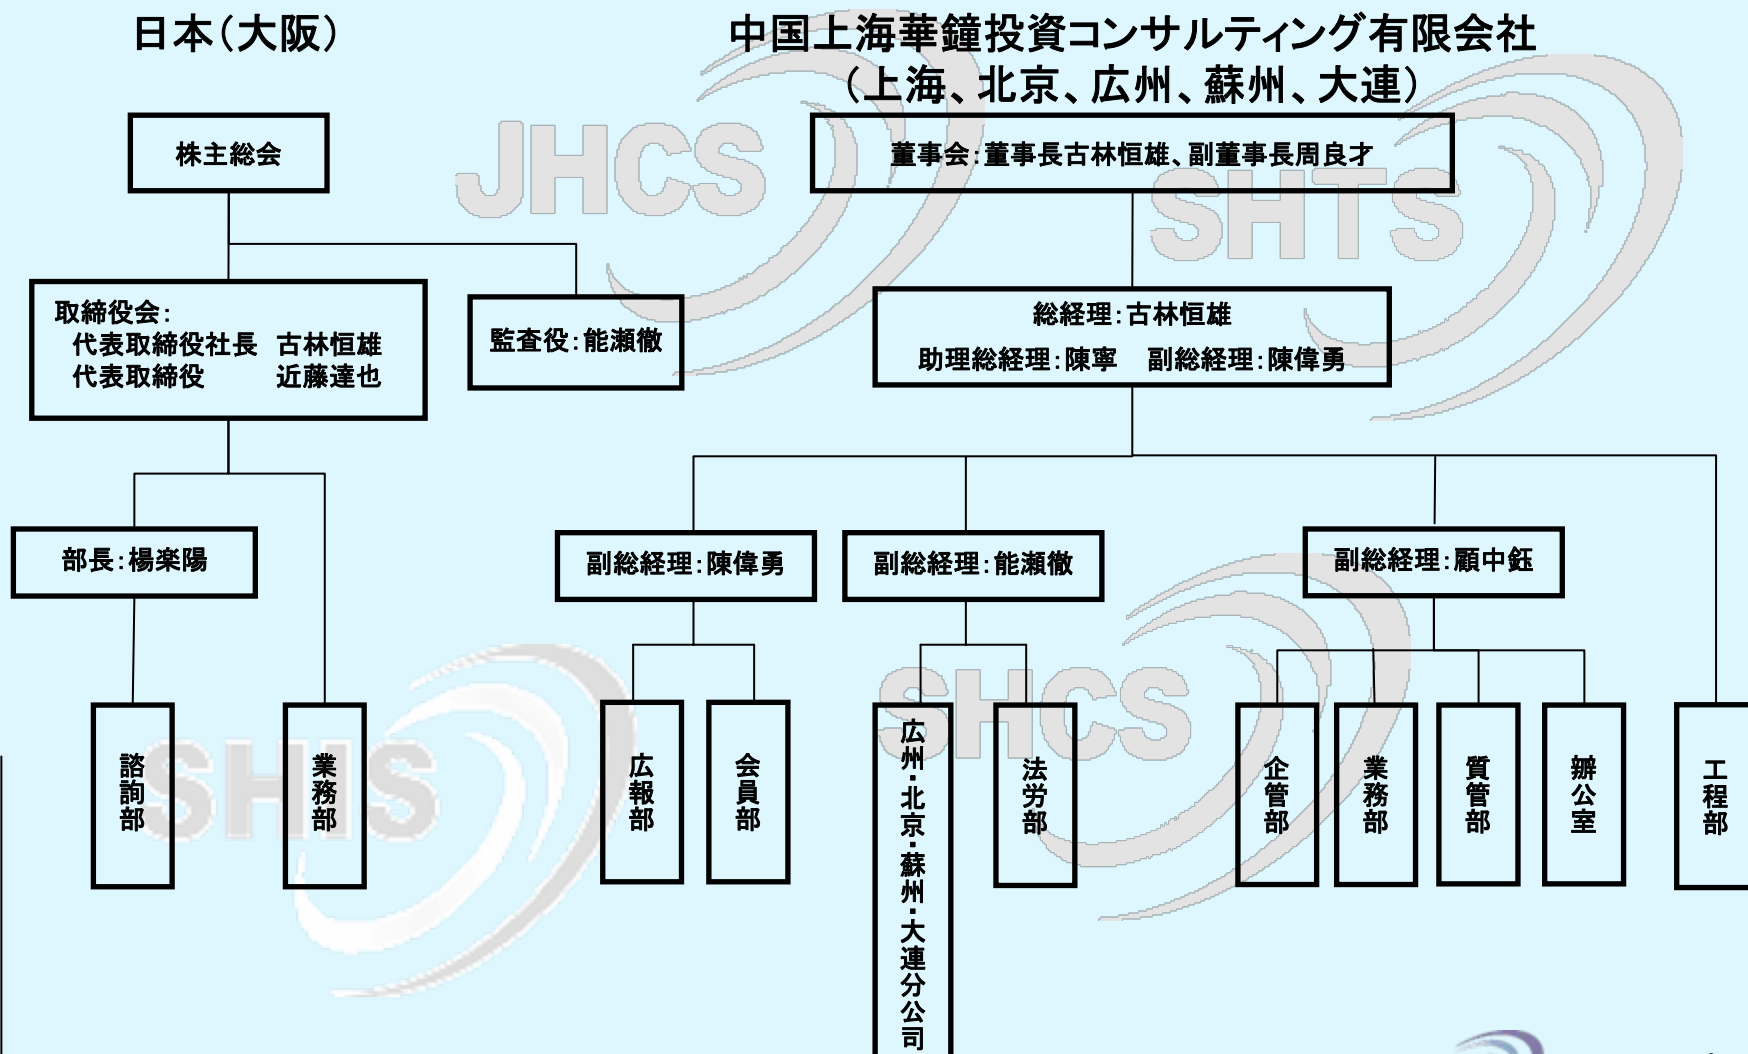 日本（大阪）
中国上海華鐘投資コンサルティング有限会社
（上海、北京、広州、蘇州、大連）
株主総会
董事会：董事長古林恒雄、副董事長周良才
JHCS
SHTS
取締役会：
代表取締役社長 古林恒雄
代表取締役 近藤達也
監査役：能瀬徹
総経理：古林恒雄
助理総経理：陳寧 副総経理：陳偉勇
部長：楊楽陽
副総経理：陳偉勇
副総経理：能瀬徹
副総経理：顧中鈺
SHIS
SHCS
諮詢部
業務部
広報部
会員部
広州・北京・蘇州・大連分公司
法労部
企管部
業務部
質管部
辦公室
工程部